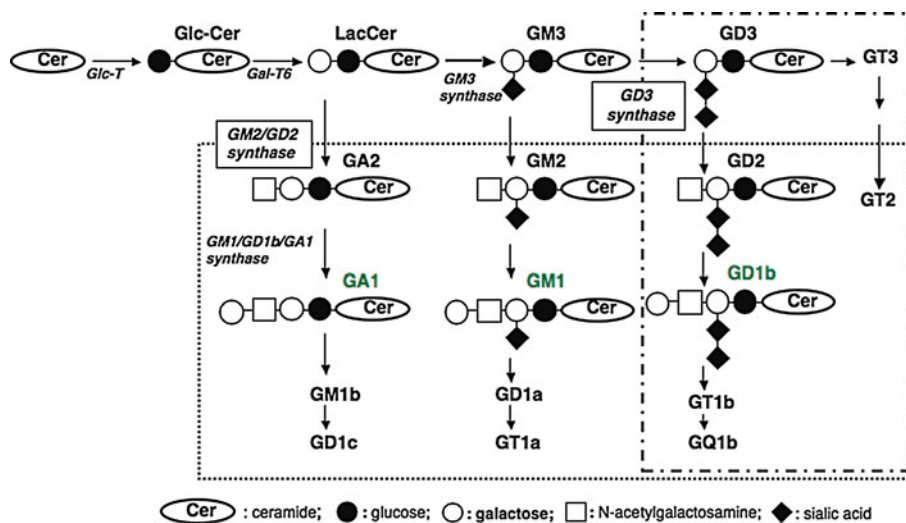 Glc-Cer LacCer GM3 GD3
Cer Cer Cer Cer Cer GT3
Glc-T Gal-T6 GM3 synthase GD3 synthase
GM2/GD2 synthase
GA2 GM2 GD2
Cer Cer Cer GT2
GM1/GD1b/GA1 synthase
GA1 GM1 GD1b
Cer Cer Cer
GM1b GD1a GT1b
GD1c GT1a GQ1b
Cer : ceramide; : glucose; : galactose; : N-acetylgalactosamine; : sialic acid